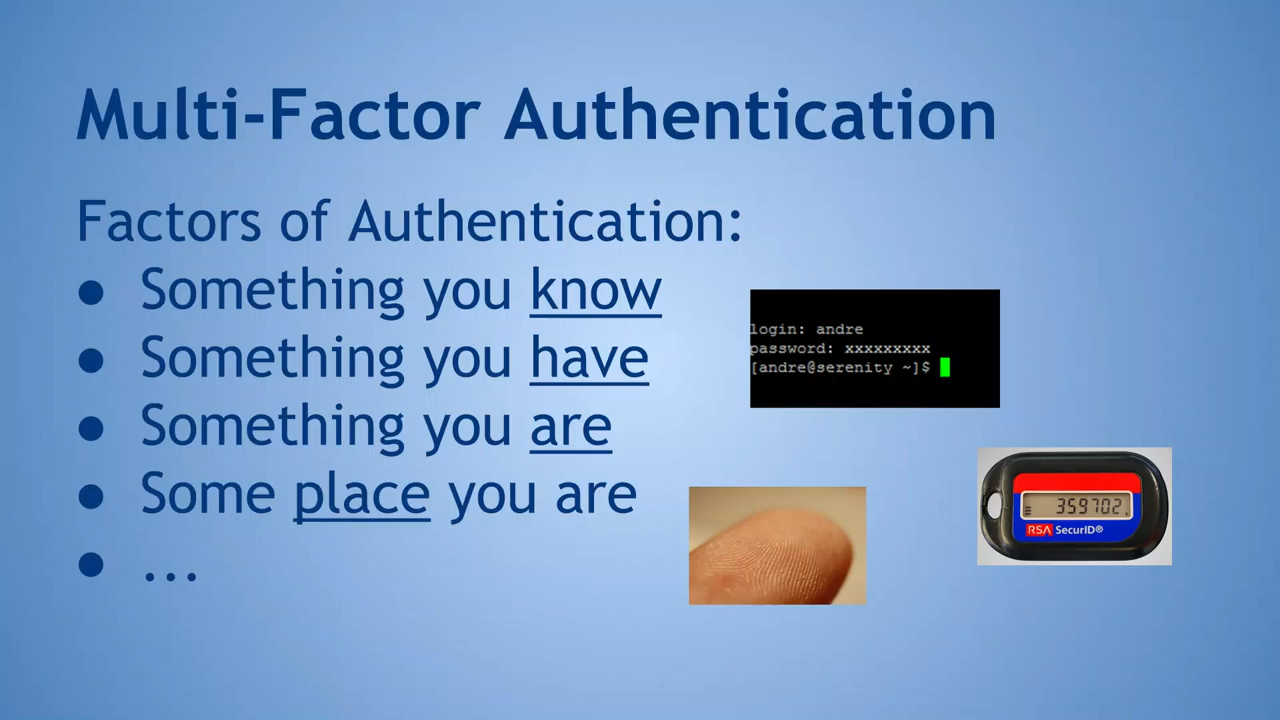 Multi-Factor Authentication
Factors of Authentication:
● Something you know
● Something you have
● Something you are
● Some place you are
● ...
login: andre
password: xxxxxxxxx
[andre@serenity ~]$
359702
RSA SecurID®